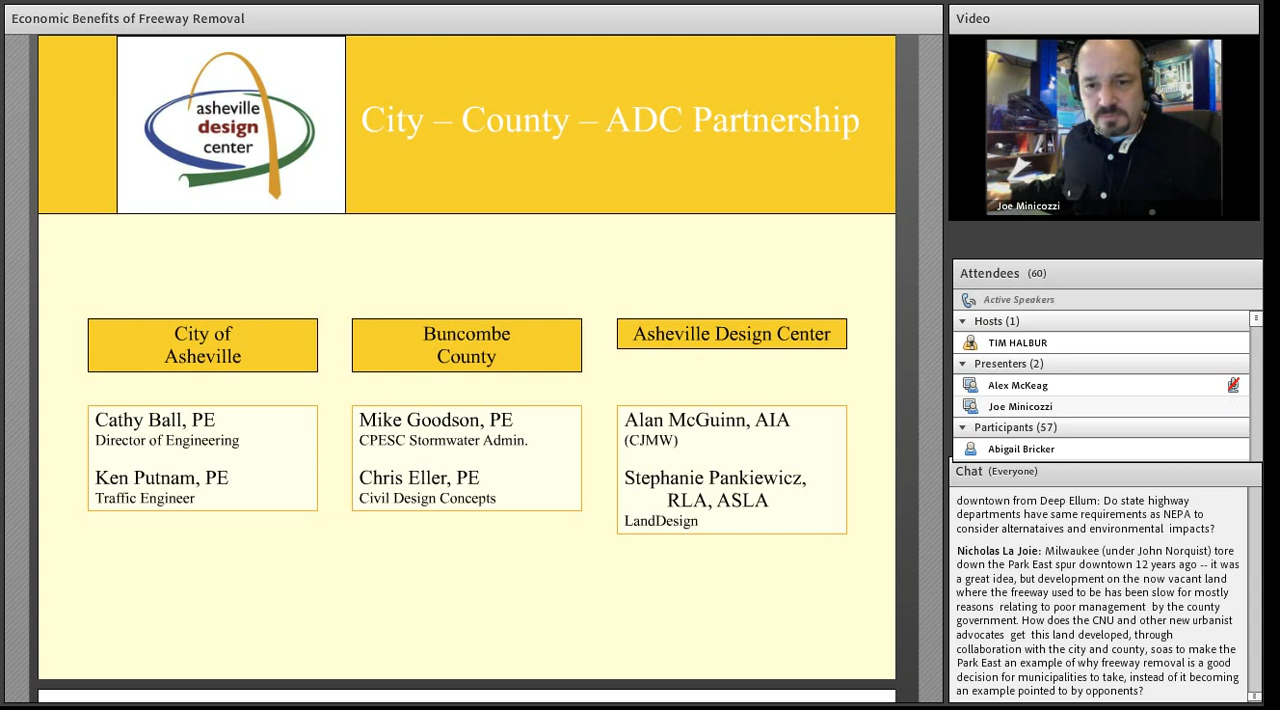 Economic Benefits of Freeway Removal
asheville
design
center
City – County – ADC Partnership
City of
Asheville
Buncombe
County
Asheville Design Center
Cathy Ball, PE
Director of Engineering
Ken Putnam, PE
Traffic Engineer
Mike Goodson, PE
CPESC Stormwater Admin.
Chris Eller, PE
Civil Design Concepts
Alan McGuinn, AIA
(CJMW)
Stephanie Pankiewicz,
RLA, ASLA
LandDesign
Video
Joe Minicozzi
Attendees (60)
Active Speakers
Hosts (1)
TIM HALBUR
Presenters (2)
Alex McKeag
Joe Minicozzi
Participants (57)
Abigail Bricker
Chat (Everyone)
downtown from Deep Ellum: Do state highway
departments have same requirements as NEPA to
consider alternataives and environmental impacts?
Nicholas La Joie: Milwaukee (under John Norquist) tore
down the Park East spur downtown 12 years ago -- it was
a great idea, but development on the now vacant land
where the freeway used to be has been slow for mostly
reasons relating to poor management by the county
government. How does the CNU and other new urbanist
advocates get this land developed, through
collaboration with the city and county, soas to make the
Park East an example of why freeway removal is a good
decision for municipalities to take, instead of it becoming
an example pointed to by opponents?